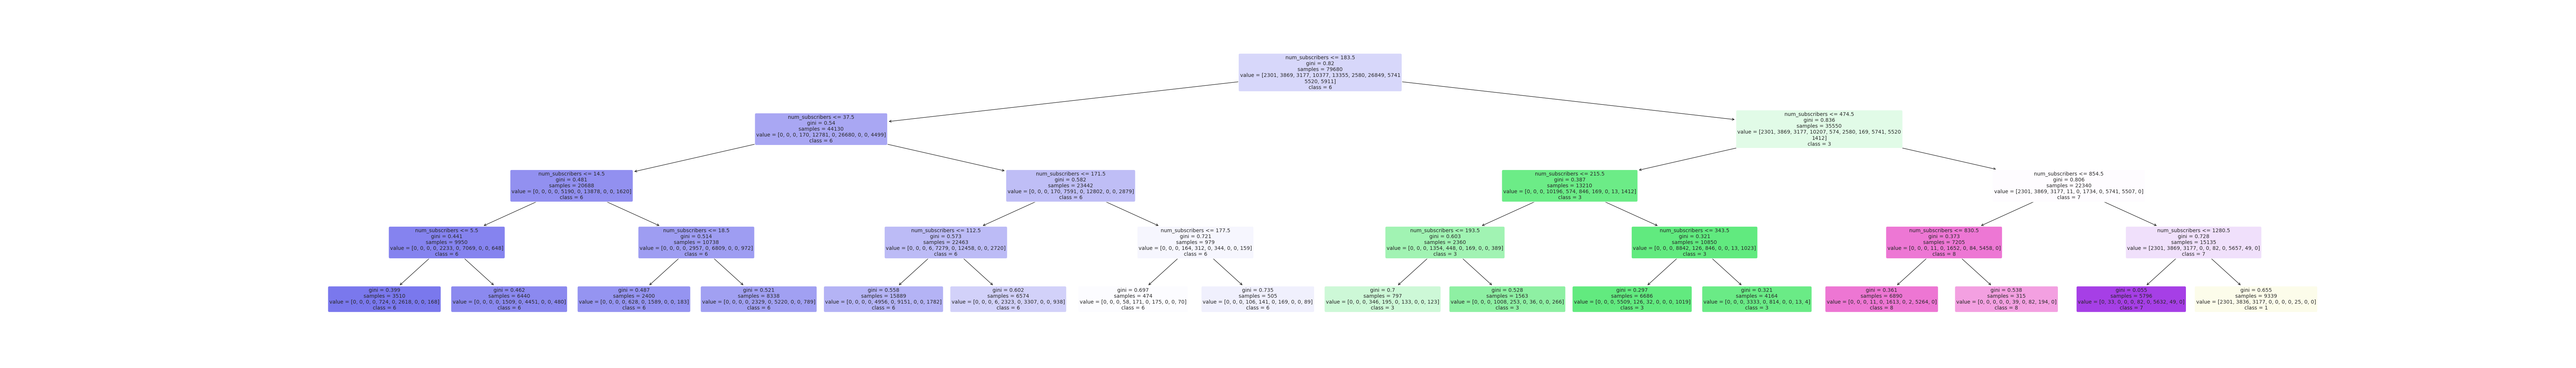 num_subscribers <= 183.5
gini = 0.82
samples = 79680
value = [2301, 3869, 3177, 10377, 13355, 2580, 26849, 5741
5520, 5911]
class = 6
num_subscribers <= 37.5
gini = 0.54
samples = 44130
value = [0, 0, 0, 170, 12781, 0, 26680, 0, 0, 4499]
class = 6
num_subscribers <= 474.5
gini = 0.836
samples = 35550
value = [2301, 3869, 3177, 10207, 574, 2580, 169, 5741, 5520
1412]
class = 3
num_subscribers <= 14.5
gini = 0.481
samples = 20688
value = [0, 0, 0, 0, 5190, 0, 13878, 0, 0, 1620]
class = 6
num_subscribers <= 171.5
gini = 0.582
samples = 23442
value = [0, 0, 0, 170, 7591, 0, 12802, 0, 0, 2879]
class = 6
num_subscribers <= 215.5
gini = 0.387
samples = 13210
value = [0, 0, 0, 10196, 574, 846, 169, 0, 13, 1412]
class = 3
num_subscribers <= 854.5
gini = 0.806
samples = 22340
value = [2301, 3869, 3177, 11, 0, 1734, 0, 5741, 5507, 0]
class = 7
num_subscribers <= 5.5
gini = 0.441
samples = 9950
value = [0, 0, 0, 0, 2233, 0, 7069, 0, 0, 648]
class = 6
num_subscribers <= 18.5
gini = 0.514
samples = 10738
value = [0, 0, 0, 0, 2957, 0, 6809, 0, 0, 972]
class = 6
num_subscribers <= 112.5
gini = 0.573
samples = 22463
value = [0, 0, 0, 6, 7279, 0, 12458, 0, 0, 2720]
class = 6
num_subscribers <= 177.5
gini = 0.721
samples = 979
value = [0, 0, 0, 164, 312, 0, 344, 0, 0, 159]
class = 6
num_subscribers <= 193.5
gini = 0.603
samples = 2360
value = [0, 0, 0, 1354, 448, 0, 169, 0, 0, 389]
class = 3
num_subscribers <= 343.5
gini = 0.321
samples = 10850
value = [0, 0, 0, 8842, 126, 846, 0, 0, 13, 1023]
class = 3
num_subscribers <= 830.5
gini = 0.373
samples = 7205
value = [0, 0, 0, 11, 0, 1652, 0, 84, 5458, 0]
class = 8
num_subscribers <= 1280.5
gini = 0.728
samples = 15135
value = [2301, 3869, 3177, 0, 0, 82, 0, 5657, 49, 0]
class = 7
gini = 0.399
samples = 3510
value = [0, 0, 0, 0, 724, 0, 2618, 0, 0, 168]
class = 6
gini = 0.462
samples = 6440
value = [0, 0, 0, 0, 1509, 0, 4451, 0, 0, 480]
class = 6
gini = 0.487
samples = 2400
value = [0, 0, 0, 0, 628, 0, 1589, 0, 0, 183]
class = 6
gini = 0.521
samples = 8338
value = [0, 0, 0, 0, 2329, 0, 5220, 0, 0, 789]
class = 6
gini = 0.558
samples = 15889
value = [0, 0, 0, 0, 4956, 0, 9151, 0, 0, 1782]
class = 6
gini = 0.602
samples = 6574
value = [0, 0, 0, 6, 2323, 0, 3307, 0, 0, 938]
class = 6
gini = 0.697
samples = 474
value = [0, 0, 0, 58, 171, 0, 175, 0, 0, 70]
class = 6
gini = 0.735
samples = 505
value = [0, 0, 0, 106, 141, 0, 169, 0, 0, 89]
class = 6
gini = 0.7
samples = 797
value = [0, 0, 0, 346, 195, 0, 133, 0, 0, 123]
class = 3
gini = 0.528
samples = 1563
value = [0, 0, 0, 1008, 253, 0, 36, 0, 0, 266]
class = 3
gini = 0.297
samples = 6686
value = [0, 0, 0, 5509, 126, 32, 0, 0, 0, 1019]
class = 3
gini = 0.321
samples = 4164
value = [0, 0, 0, 3333, 0, 814, 0, 0, 13, 4]
class = 3
gini = 0.361
samples = 6890
value = [0, 0, 0, 11, 0, 1613, 0, 2, 5264, 0]
class = 8
gini = 0.538
samples = 315
value = [0, 0, 0, 0, 0, 39, 0, 82, 194, 0]
class = 8
gini = 0.055
samples = 5796
value = [0, 33, 0, 0, 0, 82, 0, 5632, 49, 0]
class = 7
gini = 0.655
samples = 9339
value = [2301, 3836, 3177, 0, 0, 0, 0, 25, 0, 0]
class = 1